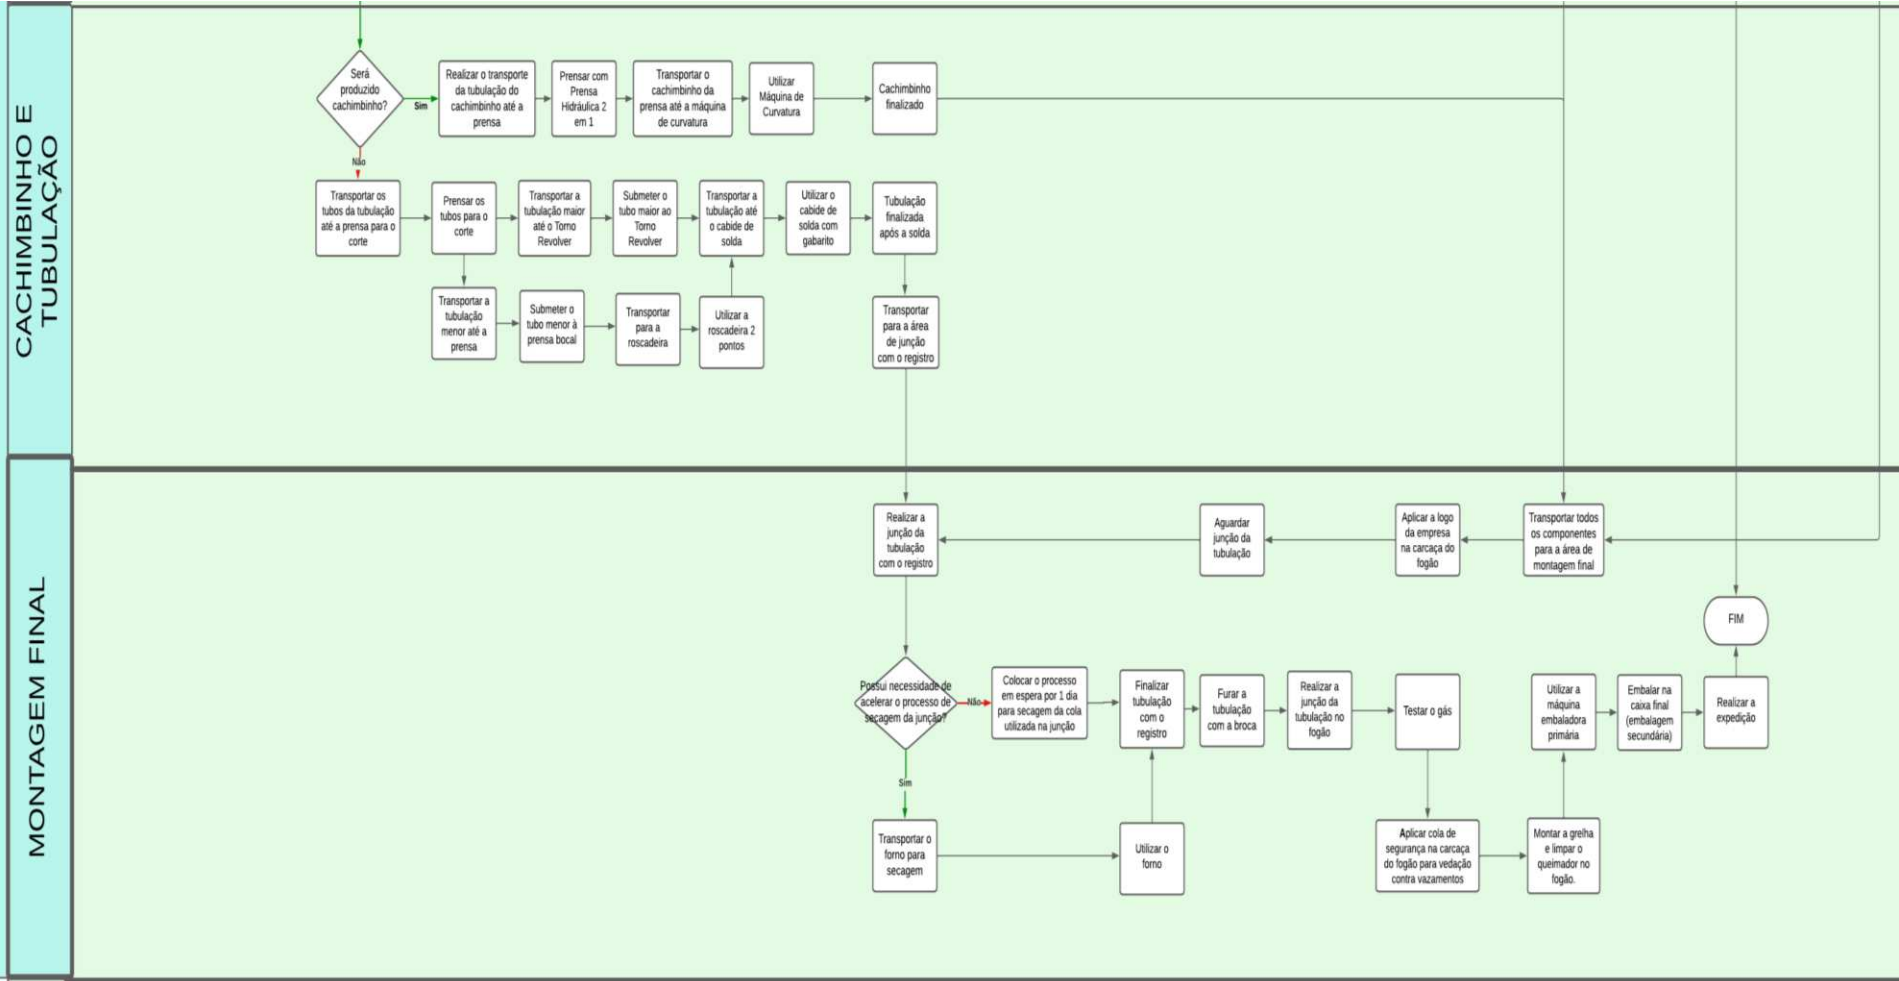 CACHIMBINHO E
TUBULAÇÃO
Será
produzido
cachimbinho?
Sim
Não
Realizar o transporte
da tubulação do
cachimbinho até a
prensa
Prensar com
Prensa
Hidráulica 2
em 1
Transportar o
cachimbinho da
prensa até a máquina
de curvatura
Utilizar
Máquina de
Curvatura
Cachimbinho
finalizado
Transportar os
tubos da tubulação
até a prensa para o
corte
Prensar os
tubos para o
corte
Transportar a
tubulação maior
até o Torno
Revolver
Submeter o
tubo maior ao
Torno
Revolver
Transportar a
tubulação até
o cabide de
solda
Utilizar o
cabide de
solda com
gabarito
Tubulação
finalizada
após a solda
Transportar a
tubulação
menor até a
prensa
Submeter o
tubo menor à
prensa bocal
Transportar
para a
roscadeira
Utilizar a
roscadeira 2
pontos
Transportar
para a área
de junção
com o registro
MONTAGEM FINAL
Realizar a
junção da
tubulação
com o registro
Aguardar
junção da
tubulação
Aplicar a logo
da empresa
na carcaça do
fogão
Transportar todos
os componentes
para a área de
montagem final
FIM
Possui necessidade de
acelerar o processo de
secagem da junção?
Não
Sim
Colocar o processo
em espera por 1 dia
para secagem da cola
utilizada na junção
Finalizar
tubulação
com o
registro
Furar a
tubulação
com a broca
Realizar a
junção da
tubulação no
fogão
Testar o gás
Utilizar a
máquina
embaladora
primária
Embalar na
caixa final
(embalagem
secundária)
Realizar a
expedição
Transportar o
forno para
secagem
Utilizar o
forno
Aplicar cola de
segurança na carcaça
do fogão para vedação
contra vazamentos
Montar a grelha
e limpar o
queimador no
fogão.